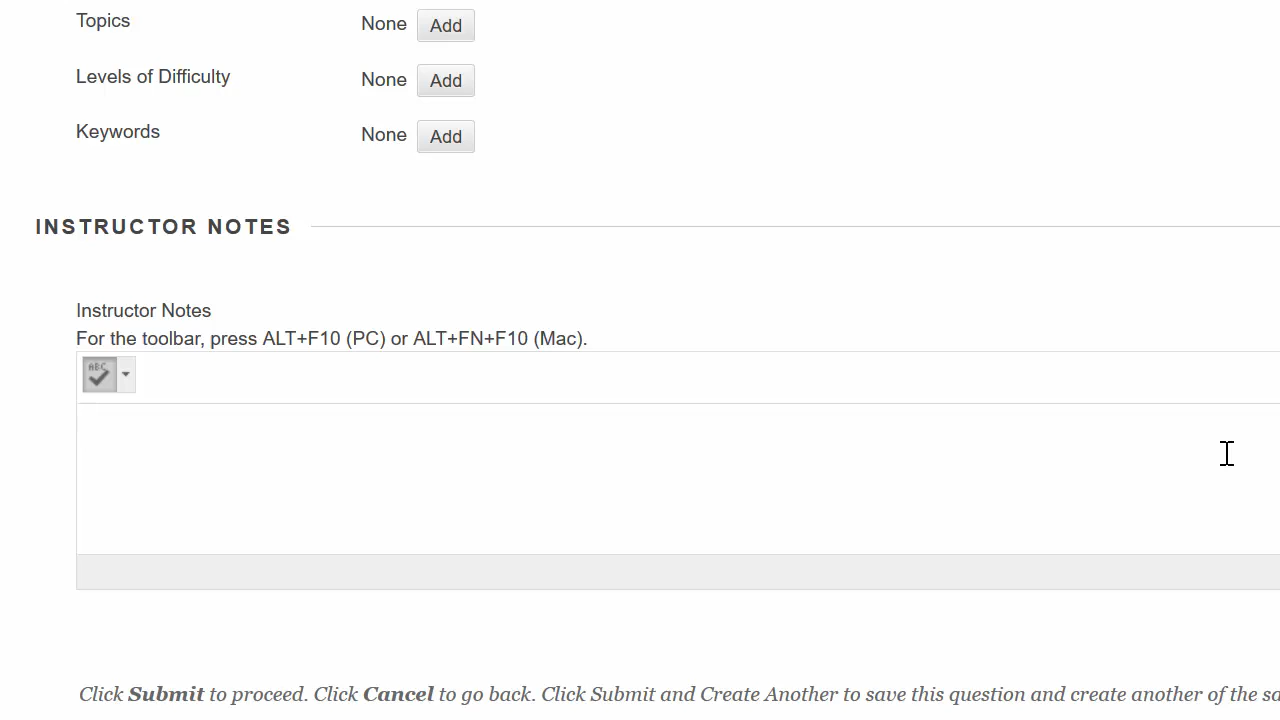 Topics None Add
Levels of Difficulty None Add
Keywords None Add
INSTRUCTOR NOTES
Instructor Notes
For the toolbar, press ALT+F10 (PC) or ALT+FN+F10 (Mac).
ABC
Click Submit to proceed. Click Cancel to go back. Click Submit and Create Another to save this question and create another of the